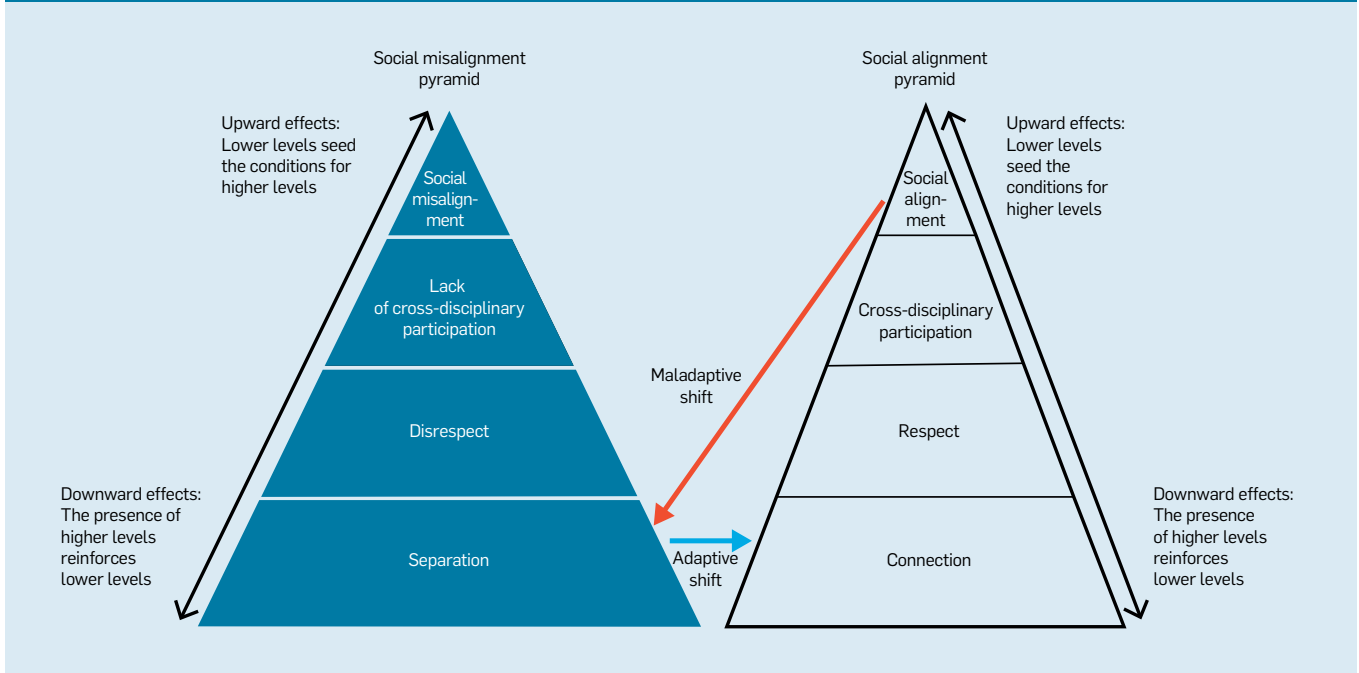 Social misalignment
pyramid
Upward effects:
Lower levels seed
the conditions for
higher levels
Social
misalign-
ment
Lack
of cross-disciplinary
participation
Disrespect
Separation
Downward effects:
The presence of
higher levels
reinforces
lower levels
Maladaptive
shift
Adaptive
shift
Social alignment
pyramid
Upward effects:
Lower levels
seed the
conditions for
higher levels
Social
align-
ment
Cross-disciplinary
participation
Respect
Connection
Downward effects:
The presence
of higher levels
reinforces
lower levels